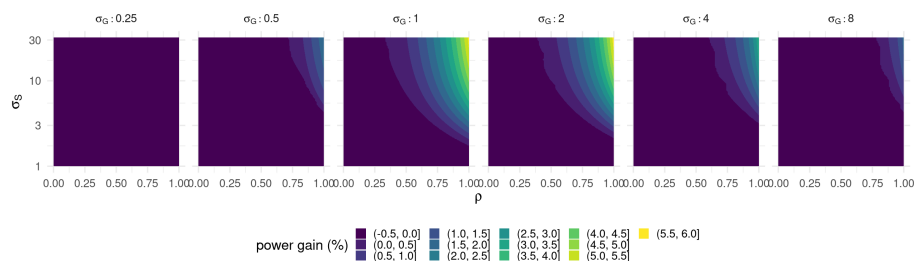 σG : 0.25 σG : 0.5 σG : 1 σG : 2 σG : 4 σG : 8
30
10
3
1
σS
0.00 0.25 0.50 0.75 1.00 0.00 0.25 0.50 0.75 1.00 0.00 0.25 0.50 0.75 1.00 0.00 0.25 0.50 0.75 1.00 0.00 0.25 0.50 0.75 1.00 0.00 0.25 0.50 0.75 1.00
ρ
power gain (%)
(-0.5, 0.0] (1.0, 1.5] (2.5, 3.0] (4.0, 4.5] (5.5, 6.0]
(0.0, 0.5] (1.5, 2.0] (3.0, 3.5] (4.5, 5.0]
(0.5, 1.0] (2.0, 2.5] (3.5, 4.0] (5.0, 5.5]